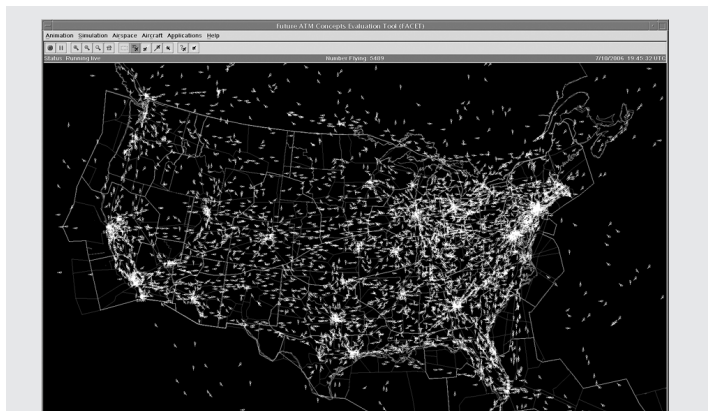 Future ATM Concepts Evaluation Tool (FACET)
Animation Simulation Airspace Aircraft Applications Help
Status: Running live Number Flying: 5489 7/18/2006 19:45:32 UTC